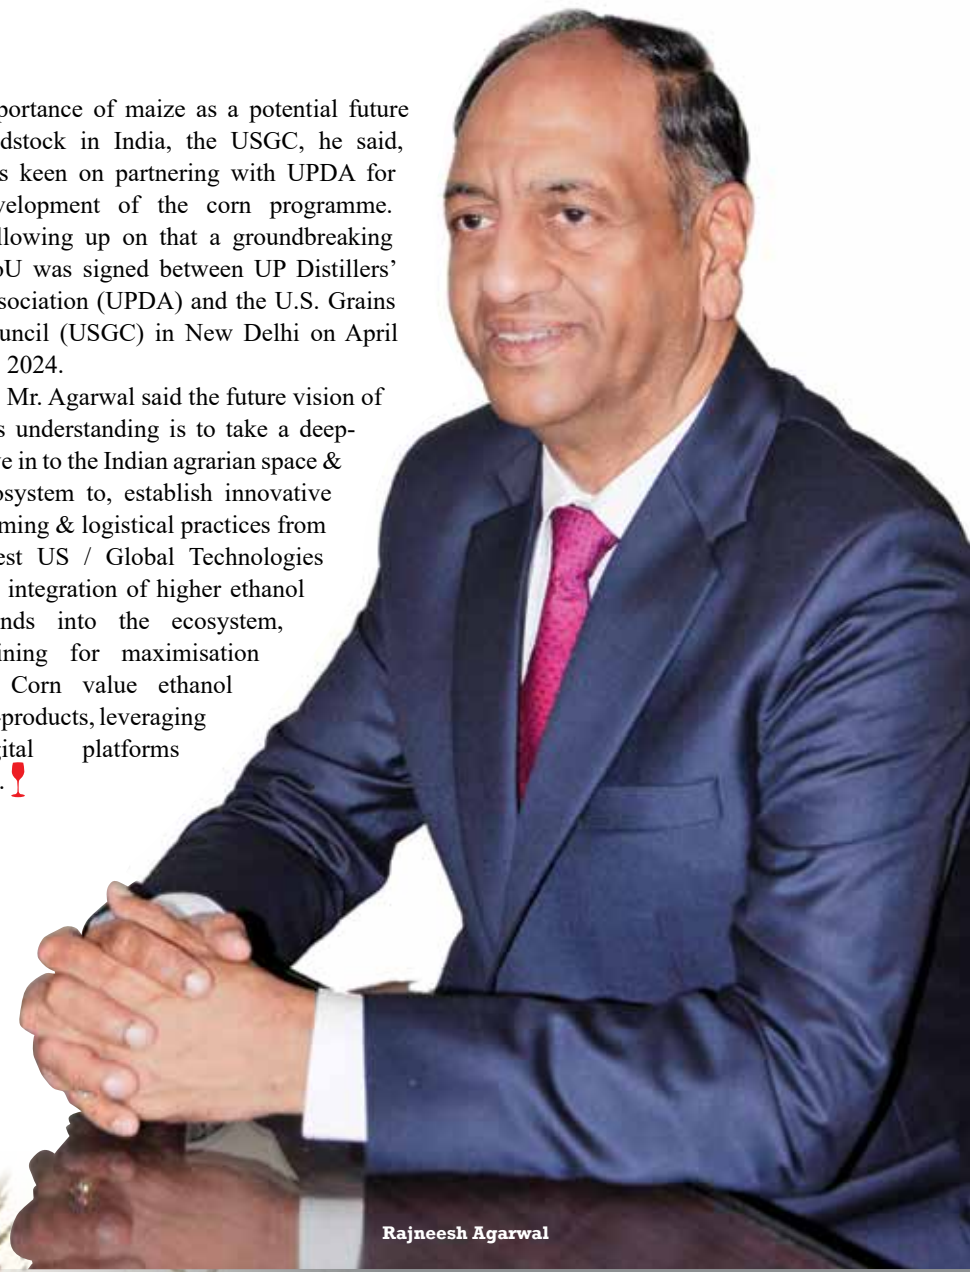 portance of maize as a potential future
dstock in India, the USGC, he said,
s keen on partnering with UPDA for
velopment of the corn programme.
llowing up on that a groundbreaking
oU was signed between UP Distillers’
sociation (UPDA) and the U.S. Grains
uncil (USGC) in New Delhi on April
2024.
Mr. Agarwal said the future vision of
s understanding is to take a deep-
ve in to the Indian agrarian space &
osystem to, establish innovative
ming & logistical practices from
est US / Global Technologies
integration of higher ethanol
nds into the ecosystem,
ining for maximisation
Corn value ethanol
-products, leveraging
gital platforms
.
Rajneesh Agarwal